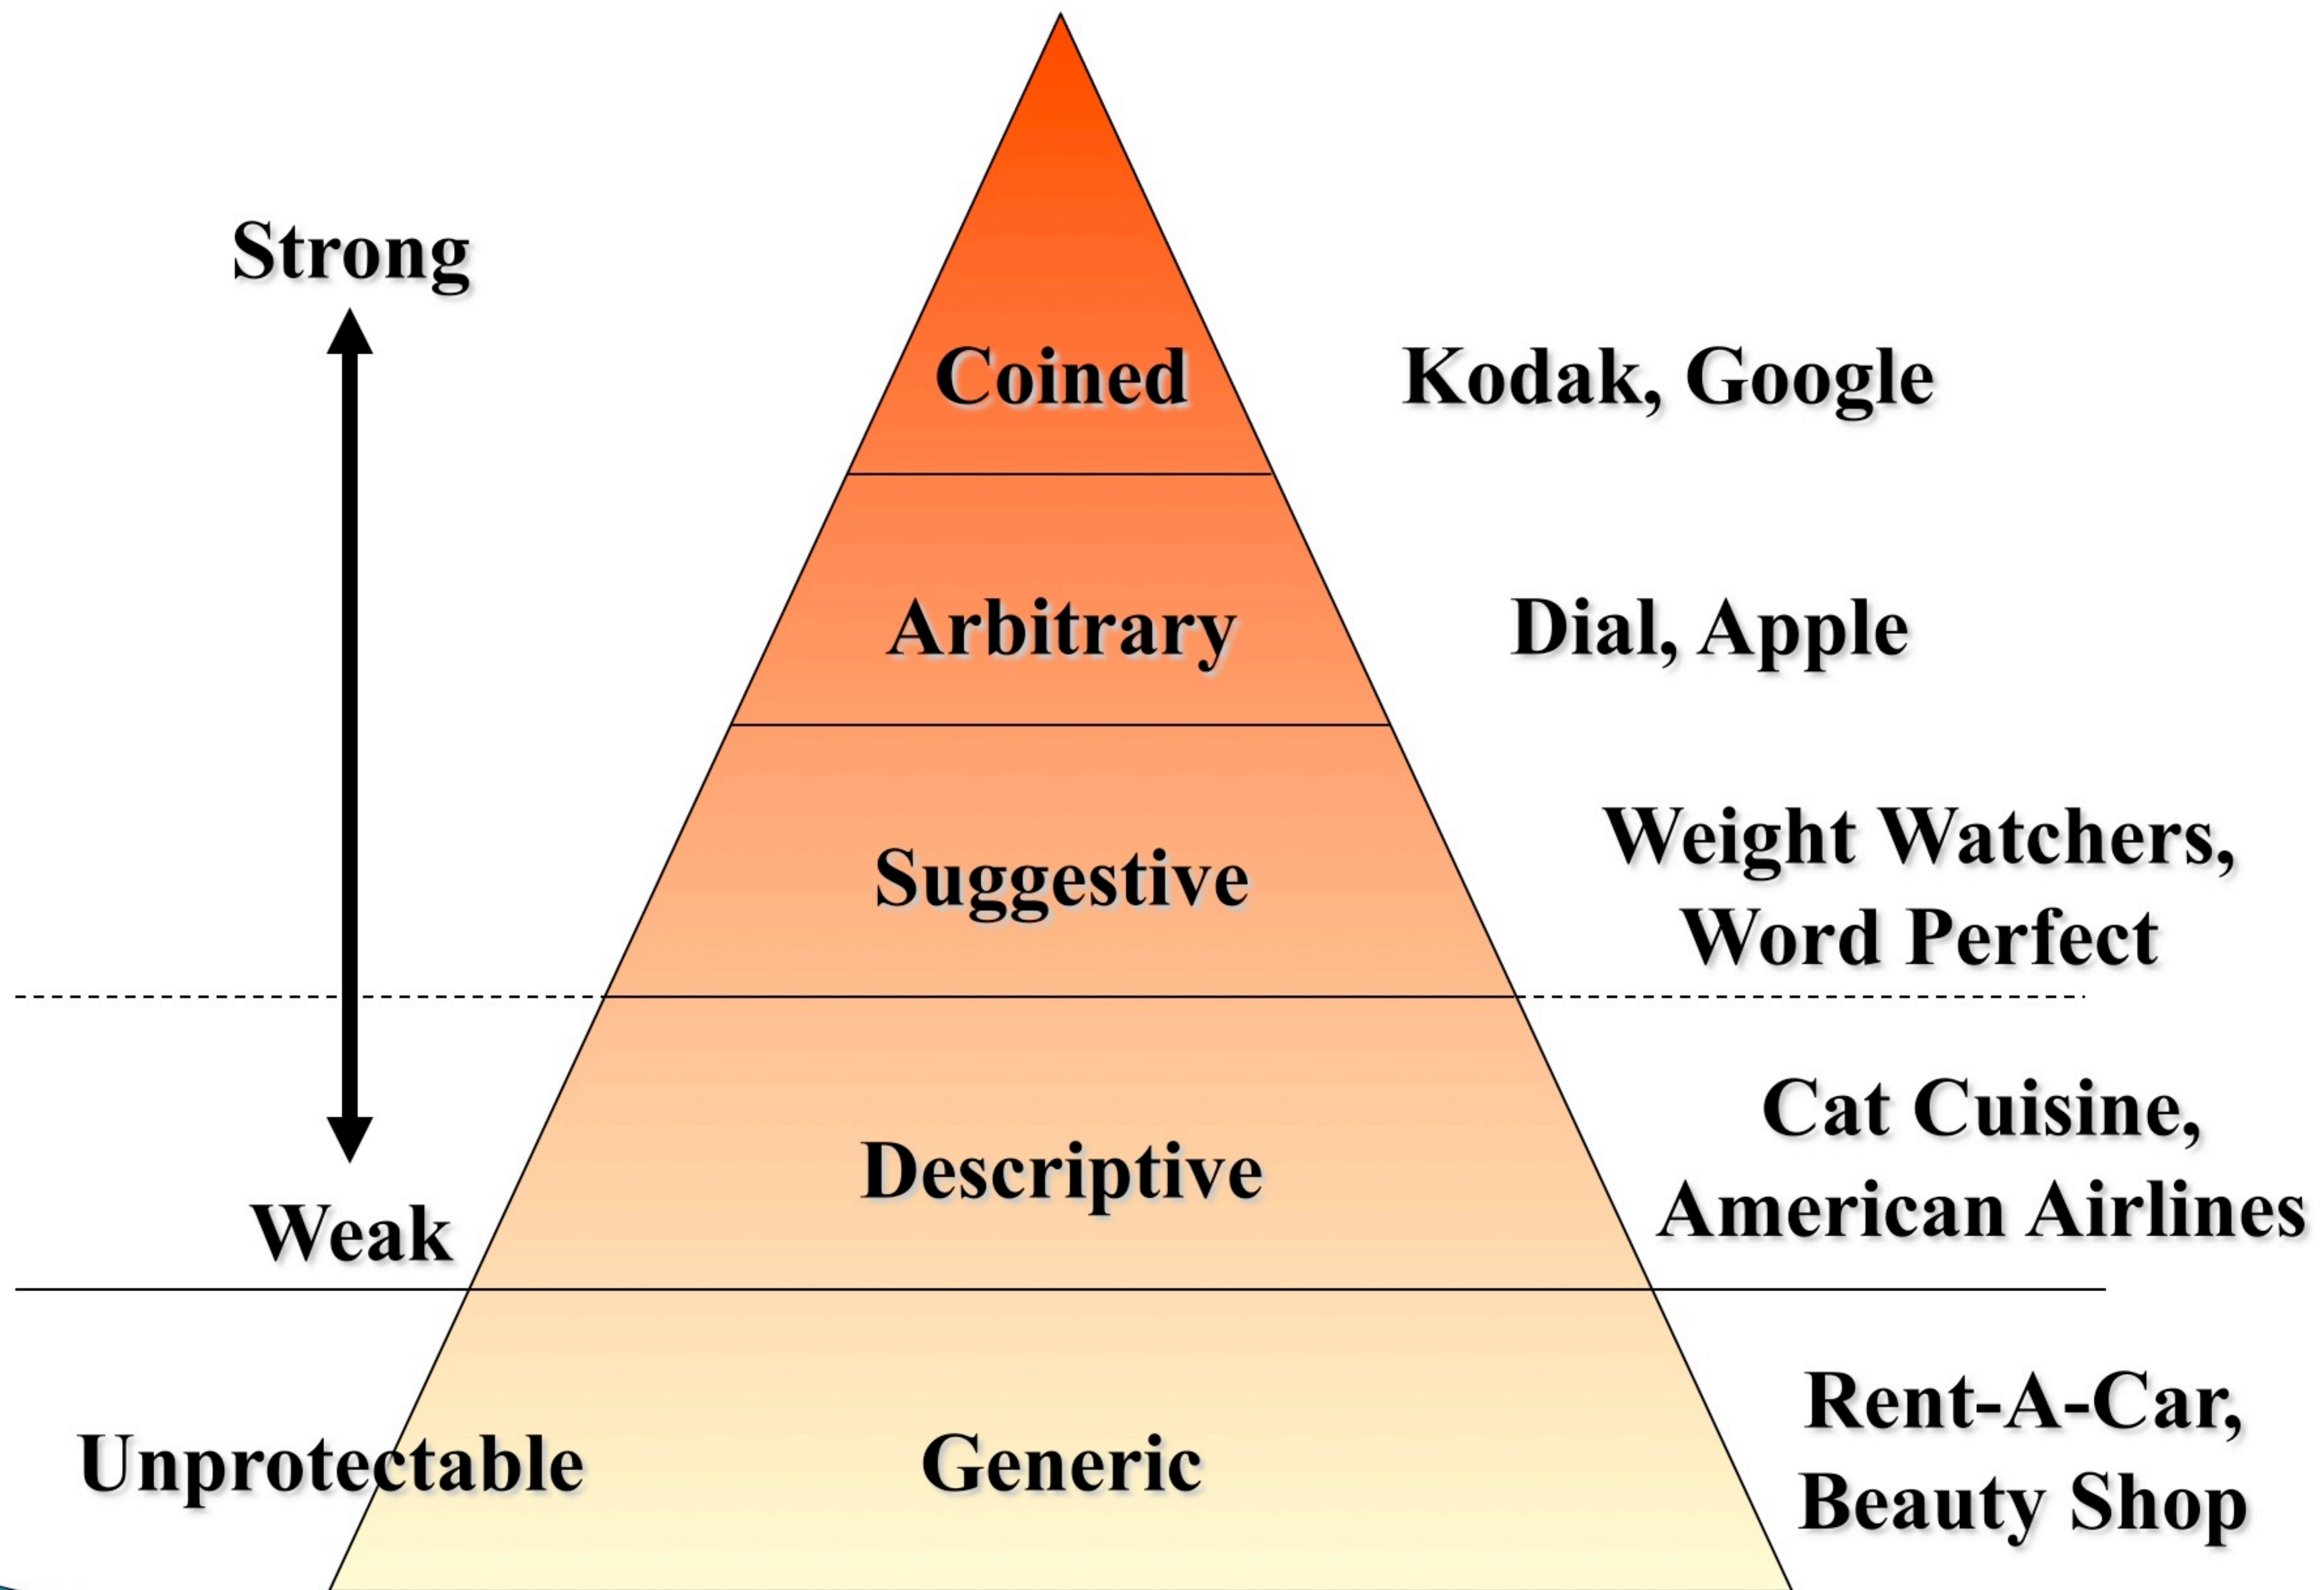 Strong
Coined
Kodak, Google
Arbitrary
Dial, Apple
Suggestive
Weight Watchers,
Word Perfect
Descriptive
Cat Cuisine,
American Airlines
Weak
Unprotectable
Generic
Rent-A-Car,
Beauty Shop